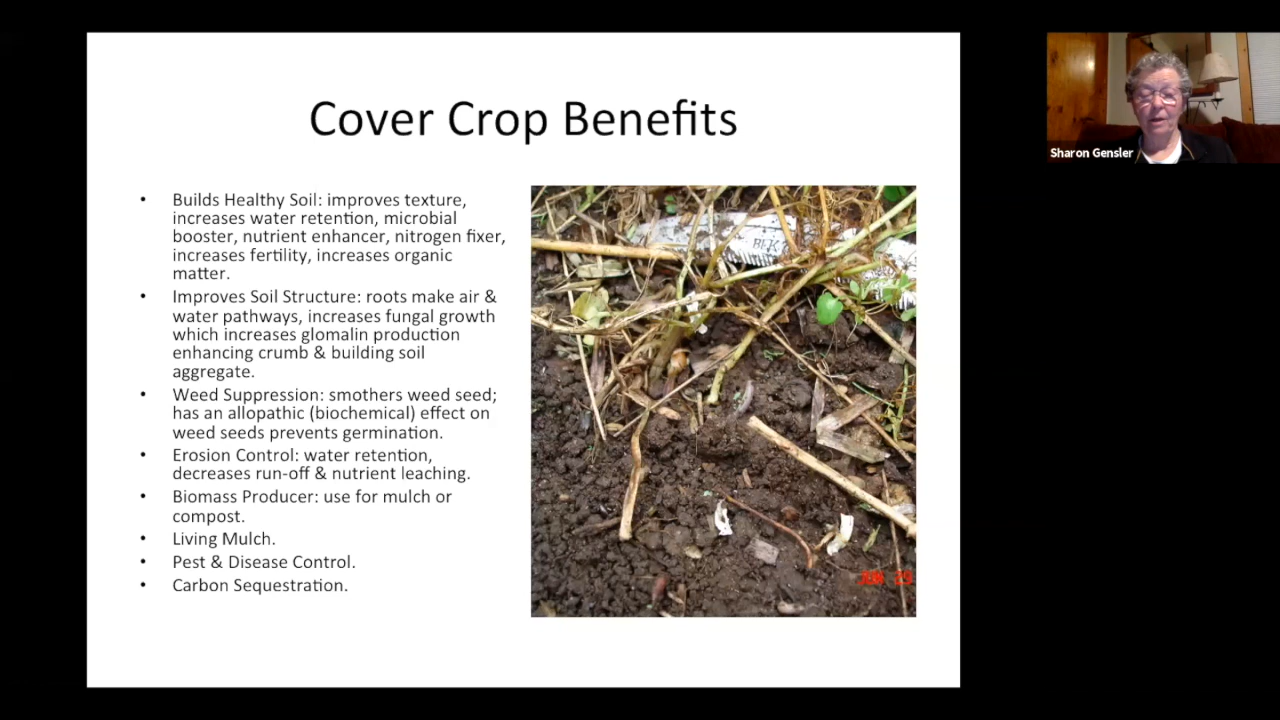 Cover Crop Benefits
• Builds Healthy Soil: improves texture,
increases water retention, microbial
booster, nutrient enhancer, nitrogen fixer,
increases fertility, increases organic
matter.
• Improves Soil Structure: roots make air &
water pathways, increases fungal growth
which increases glomalin production
enhancing crumb & building soil
aggregate.
• Weed Suppression: smothers weed seed;
has an allopathic (biochemical) effect on
weed seeds prevents germination.
• Erosion Control: water retention,
decreases run-off & nutrient leaching.
• Biomass Producer: use for mulch or
compost.
• Living Mulch.
• Pest & Disease Control.
• Carbon Sequestration.
Sharon Gensler